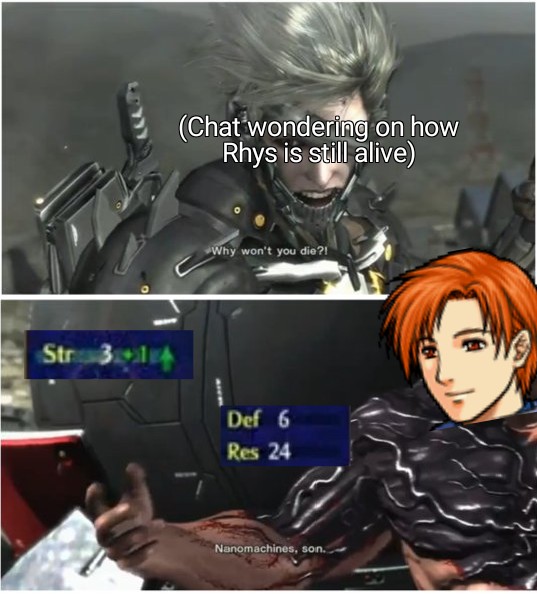 (Chat wondering on how
Rhys is still alive)
Why won't you die?!
Str 3 +1
Def 6
Res 24
Nanomachines, son.